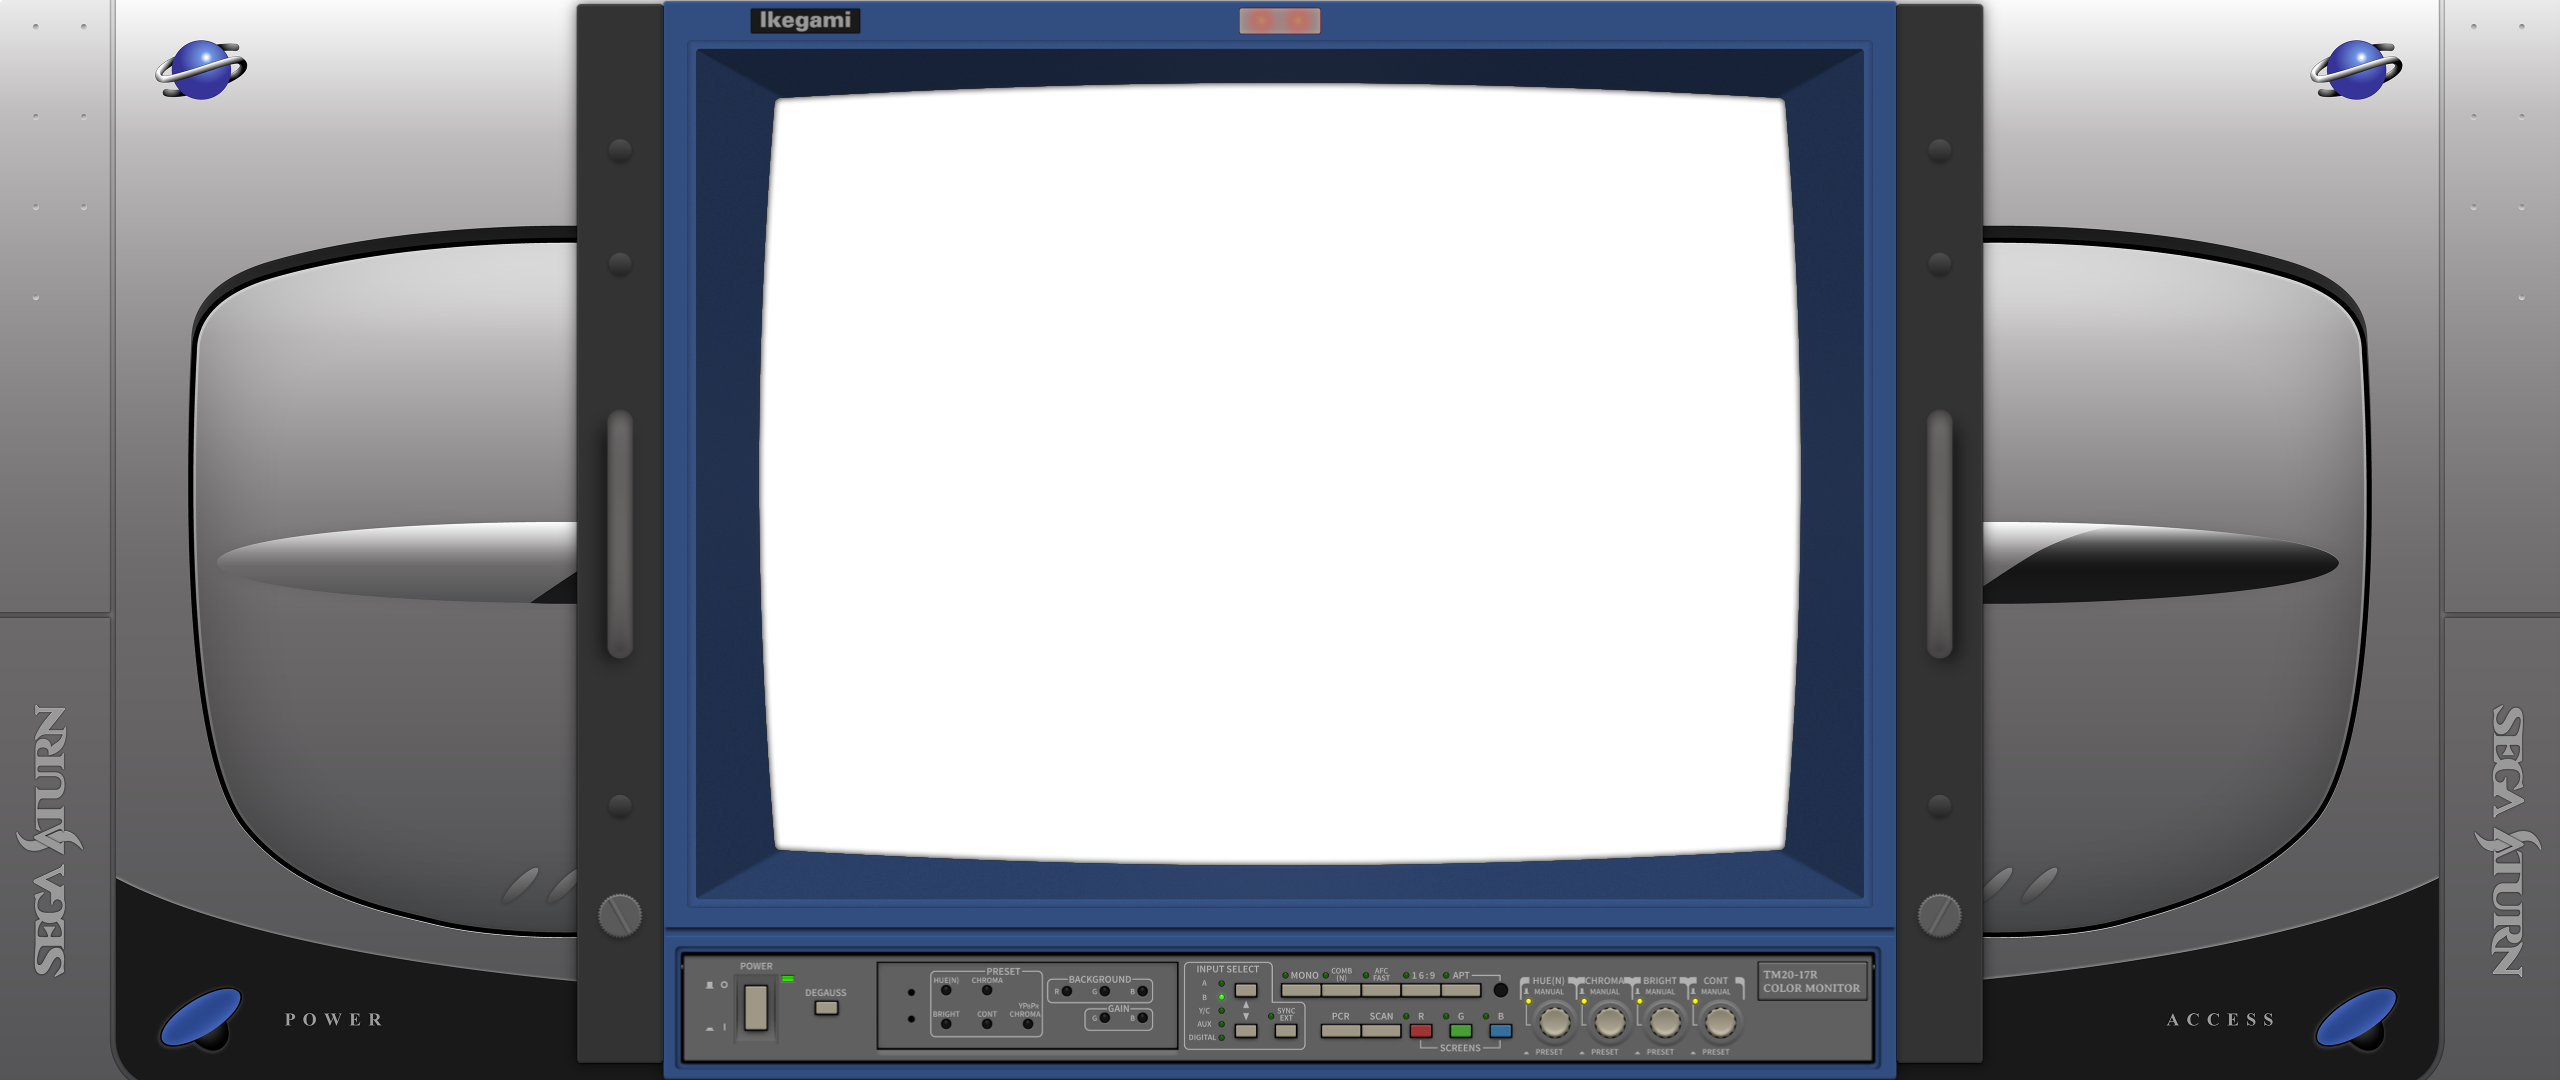 Ikegami
SEGA SATURN
POWER
POWER
DEGAUSS
PRESET
HUE(N) CHROMA
BRIGHT CONT YPBPR CHROMA
BACKGROUND
R G B
GAIN
G B
INPUT SELECT
A
B
Y/C
AUX
DIGITAL
SYNC
EXT
MONO COMB (N) AFC FAST 16:9 APT
PCR SCAN R G B
SCREENS
HUE(N) CHROMA BRIGHT CONT
MANUAL MANUAL MANUAL MANUAL
PRESET PRESET PRESET PRESET
TM20-17R
COLOR MONITOR
ACCESS
SEGA SATURN